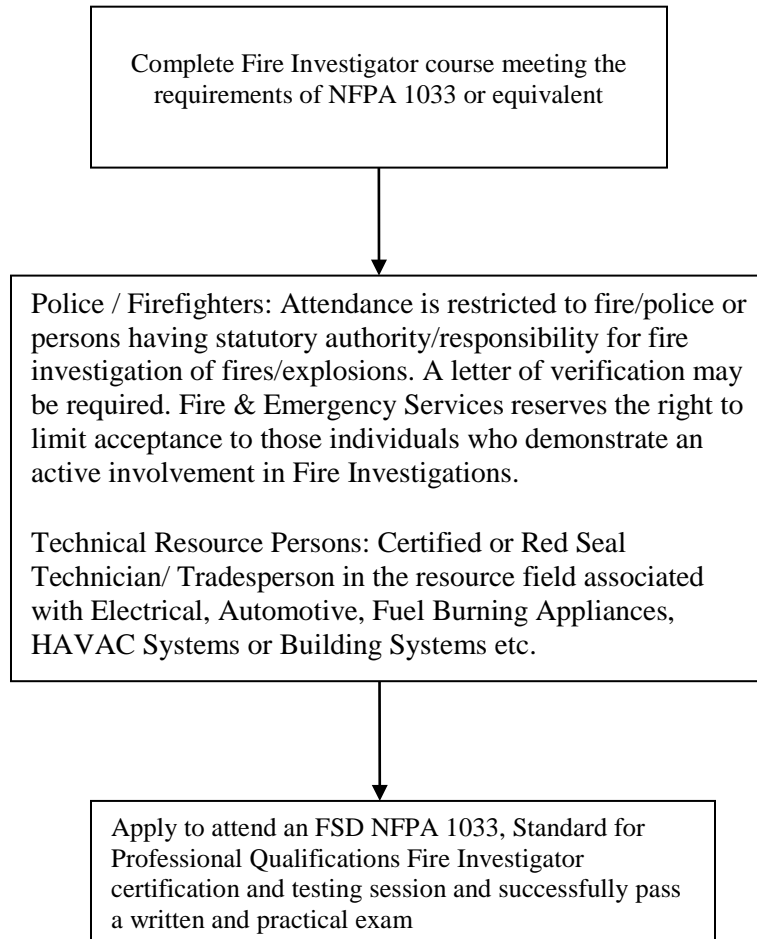 Complete Fire Investigator course meeting the
requirements of NFPA 1033 or equivalent
Police / Firefighters: Attendance is restricted to fire/police or
persons having statutory authority/responsibility for fire
investigation of fires/explosions. A letter of verification may
be required. Fire & Emergency Services reserves the right to
limit acceptance to those individuals who demonstrate an
active involvement in Fire Investigations.
Technical Resource Persons: Certified or Red Seal
Technician/ Tradesperson in the resource field associated
with Electrical, Automotive, Fuel Burning Appliances,
HAVAC Systems or Building Systems etc.
Apply to attend an FSD NFPA 1033, Standard for
Professional Qualifications Fire Investigator
certification and testing session and successfully pass
a written and practical exam